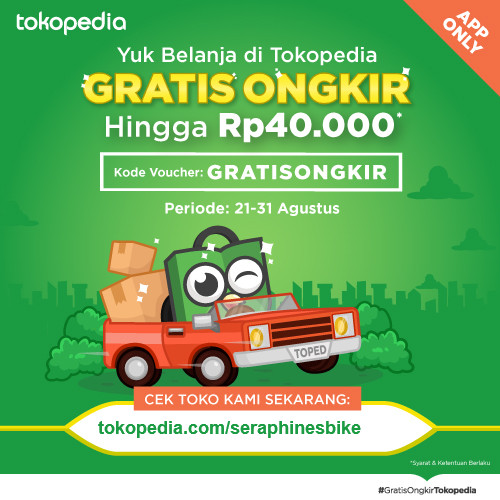 tokopedia
APP
ONLY
Yuk Belanja di Tokopedia
GRATIS ONGKIR
Hingga Rp40.000*
Kode Voucher: GRATISONGKIR
Periode: 21-31 Agustus
TOPED
CEK TOKO KAMI SEKARANG:
tokopedia.com/seraphinesbike
*Syarat & Ketentuan Berlaku
#GratisOngkirTokopedia